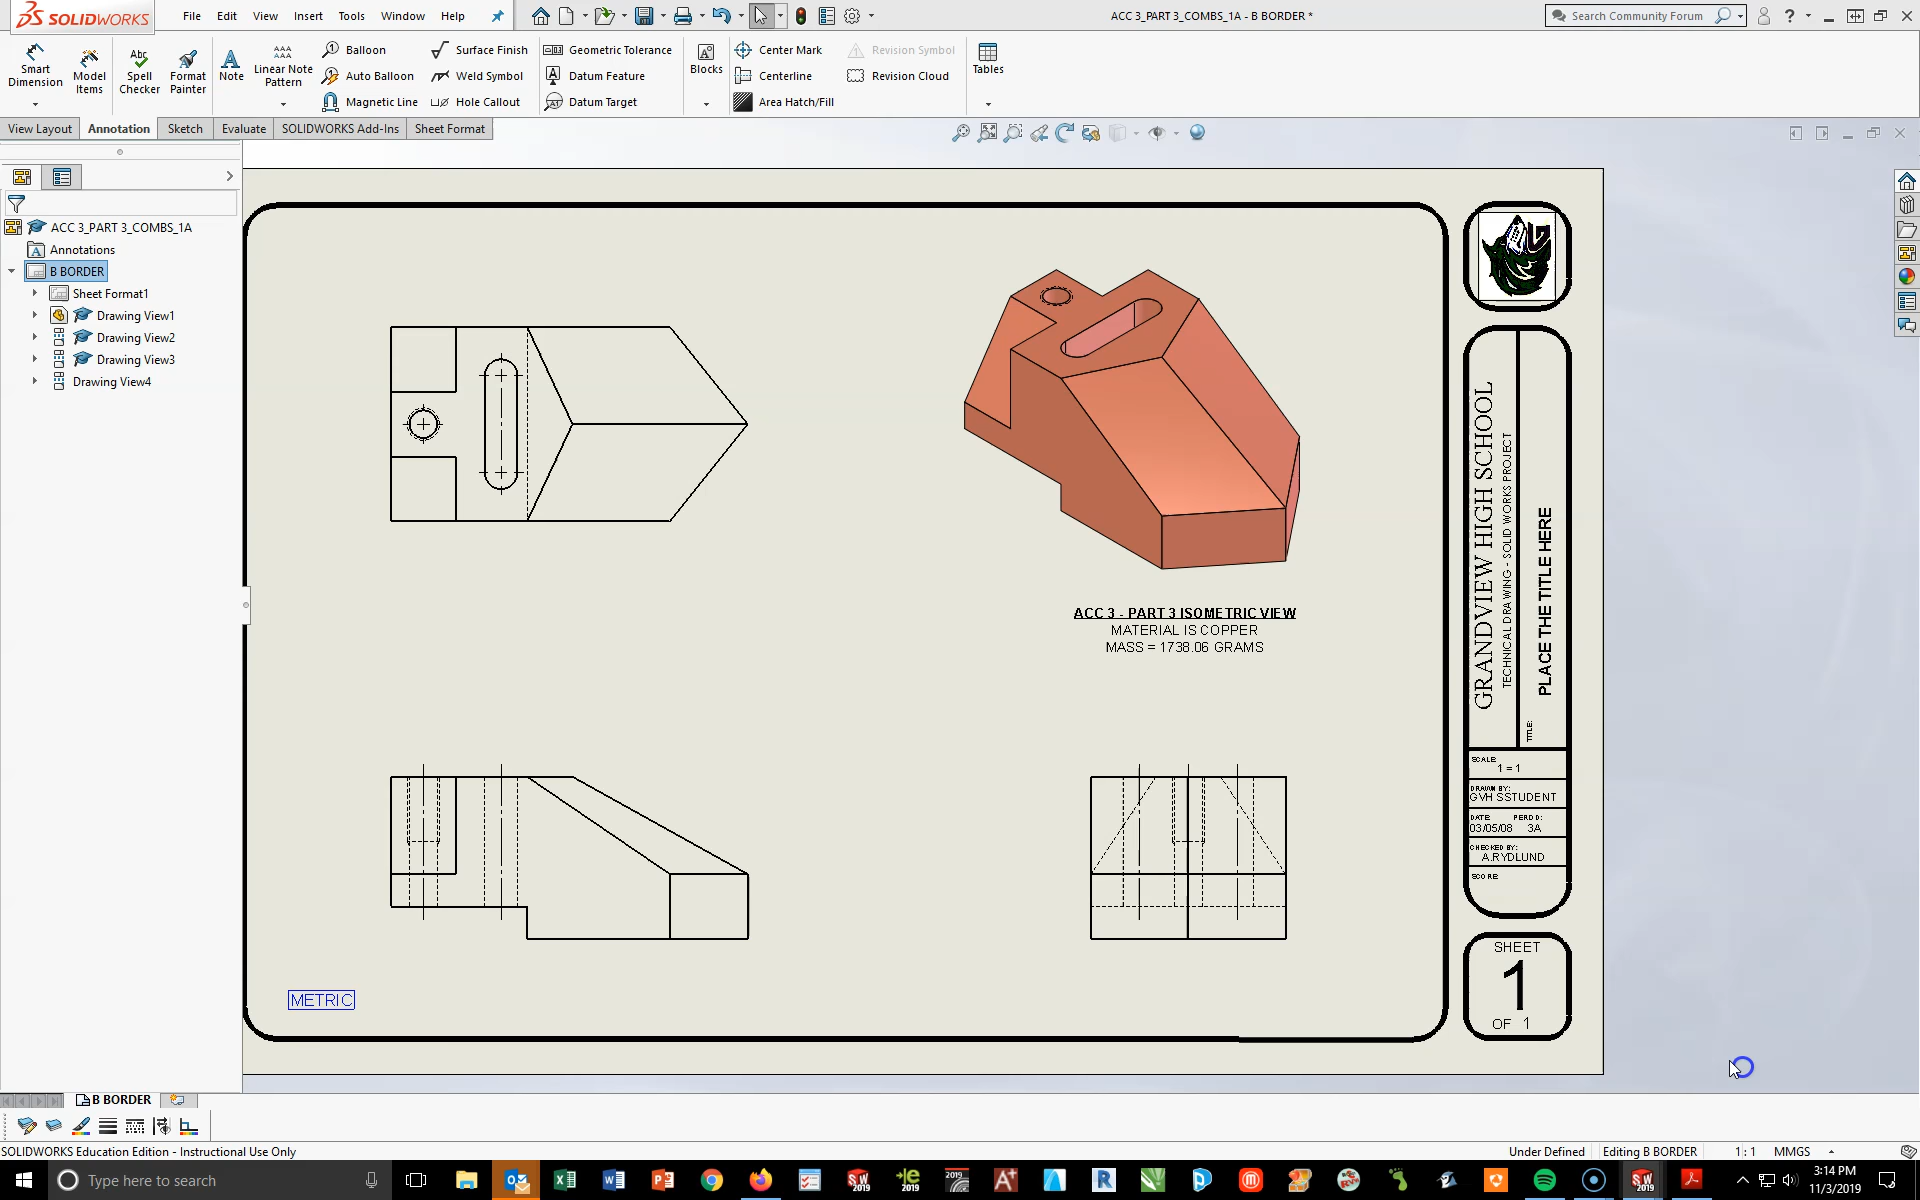 SOLIDWORKS
File Edit View Insert Tools Window Help
ACC 3_PART 3_COMBS_1A - B BORDER *
Search Community Forum
Smart Dimension
Model Items
Abc
Spell Checker
Format Painter
Note
Linear Note Pattern
Balloon
Auto Balloon
Magnetic Line
Surface Finish
Weld Symbol
Hole Callout
Geometric Tolerance
Datum Feature
Datum Target
Blocks
Center Mark
Centerline
Area Hatch/Fill
Revision Symbol
Revision Cloud
Tables
View Layout Annotation Sketch Evaluate SOLIDWORKS Add-Ins Sheet Format
ACC 3_PART 3_COMBS_1A
Annotations
B BORDER
Sheet Format1
Drawing View1
Drawing View2
Drawing View3
Drawing View4
ACC 3 - PART 3 ISOMETRIC VIEW
MATERIAL IS COPPER
MASS = 1738.06 GRAMS
METRIC
GRANDVIEW HIGH SCHOOL
TECHNICAL DRAWING - SOLID WORKS PROJECT
PLACE THE TITLE HERE
TITLE:
SCALE:
1 = 1
DRAWN BY:
GVH SSTUDENT
DATE: PERIOD:
03/05/08 3A
CHECKED BY:
A.RYDLUND
SCORE:
SHEET
1
OF 1
B BORDER
SOLIDWORKS Education Edition - Instructional Use Only
Under Defined Editing B BORDER 1 : 1 MMGS
Type here to search
3:14 PM
11/3/2019